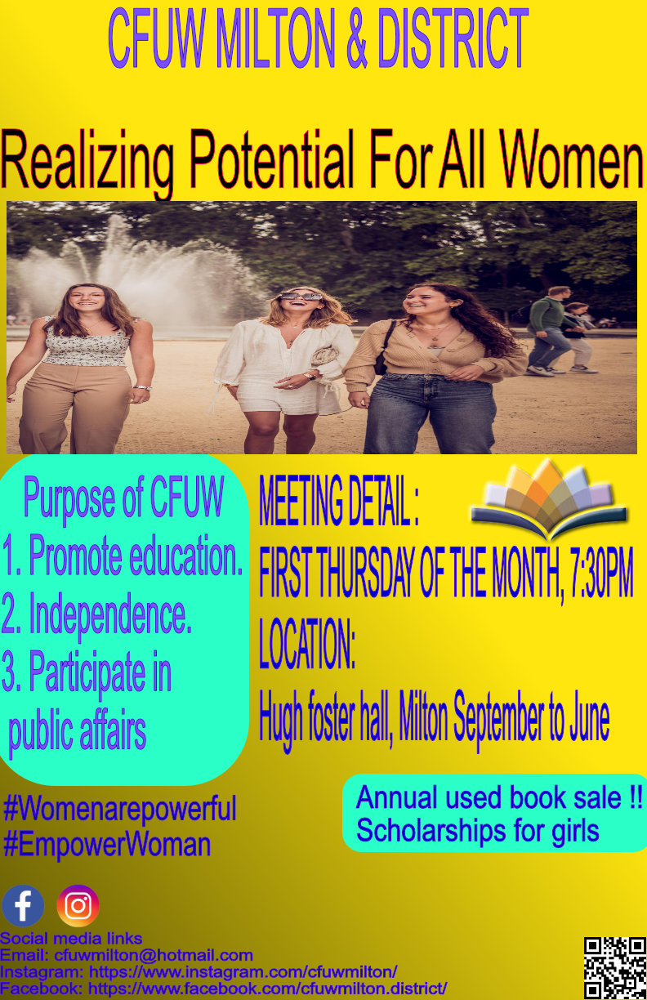 CFUW MILTON & DISTRICT
Realizing Potential For All Women
Purpose of CFUW
1. Promote education.
2. Independence.
3. Participate in
public affairs
MEETING DETAIL :
FIRST THURSDAY OF THE MONTH, 7:30PM
LOCATION:
Hugh foster hall, Milton September to June
#Womenarepowerful
#EmpowerWoman
Annual used book sale !!
Scholarships for girls
Social media links
Email: cfuwmilton@hotmail.com
Instagram: https://www.instagram.com/cfuwmilton/
Facebook: https://www.facebook.com/cfuwmilton.district/